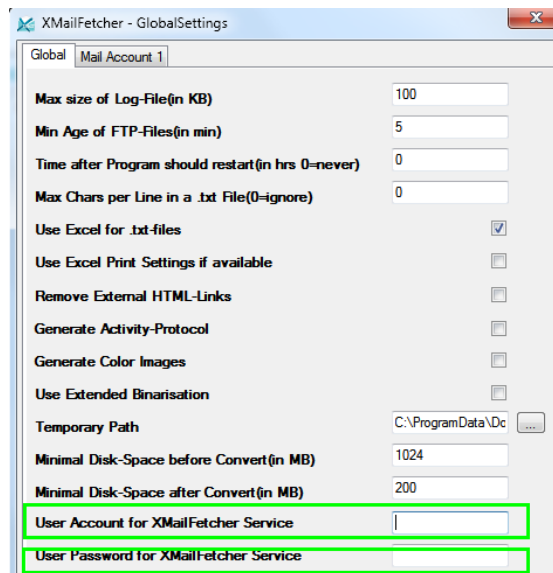 XMailFetcher - GlobalSettings
Global Mail Account 1
Max size of Log-File(in KB) 100
Min Age of FTP-Files(in min) 5
Time after Program should restart(in hrs 0=never) 0
Max Chars per Line in a .txt File(0=ignore) 0
Use Excel for .txt-files
Use Excel Print Settings if available
Remove External HTML-Links
Generate Activity-Protocol
Generate Color Images
Use Extended Binarisation
Temporary Path C:\ProgramData\Dc ...
Minimal Disk-Space before Convert(in MB) 1024
Minimal Disk-Space after Convert(in MB) 200
User Account for XMailFetcher Service
User Password for XMailFetcher Service